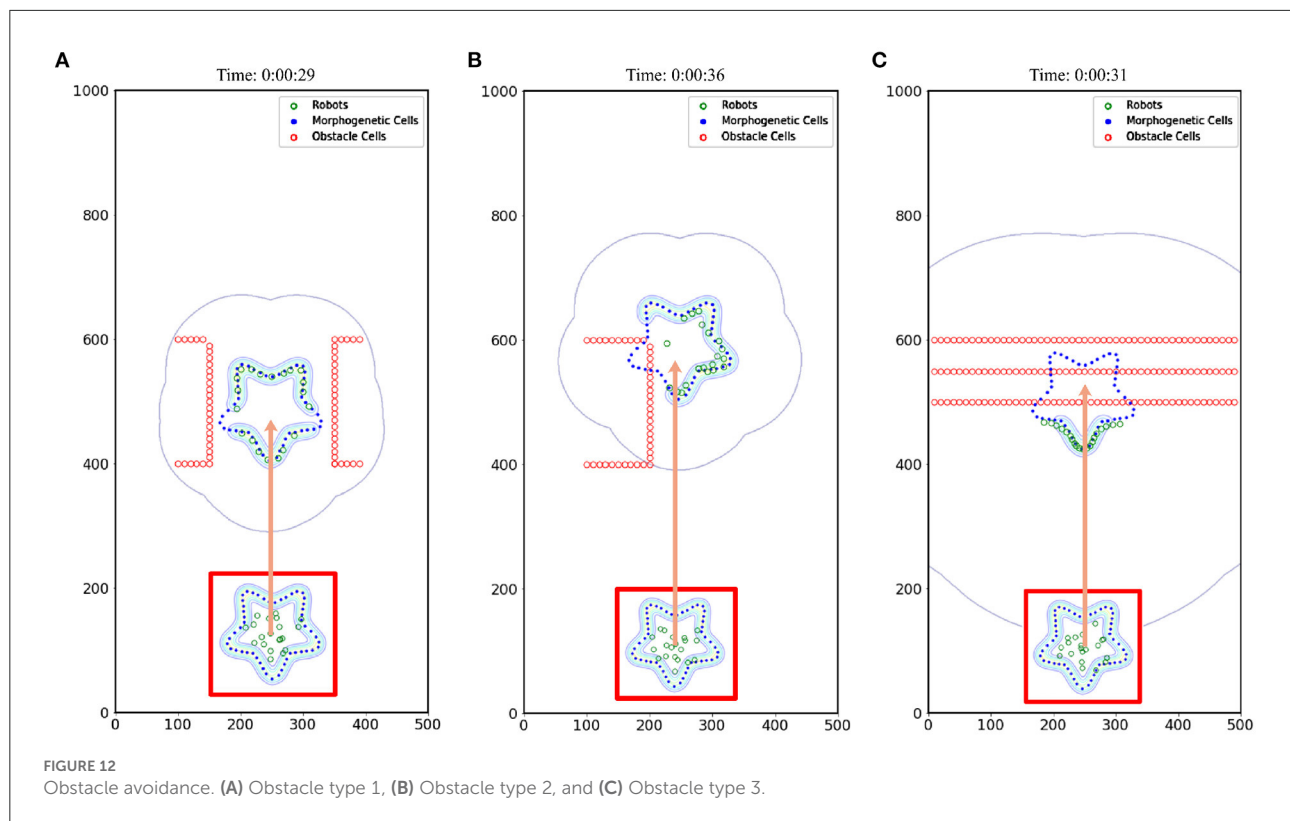 A
Time: 0:00:29
1000
800
600
400
200
0
0 100 200 300 400 500
Robots
Morphogenetic Cells
Obstacle Cells
B
Time: 0:00:36
1000
800
600
400
200
0
0 100 200 300 400 500
Robots
Morphogenetic Cells
Obstacle Cells
C
Time: 0:00:31
1000
800
600
400
200
0
0 100 200 300 400 500
Robots
Morphogenetic Cells
Obstacle Cells
FIGURE 12
Obstacle avoidance. (A) Obstacle type 1, (B) Obstacle type 2, and (C) Obstacle type 3.